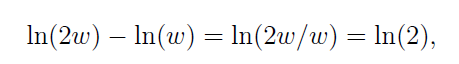 ln(2w) − ln(w) = ln(2w/w) = ln(2),